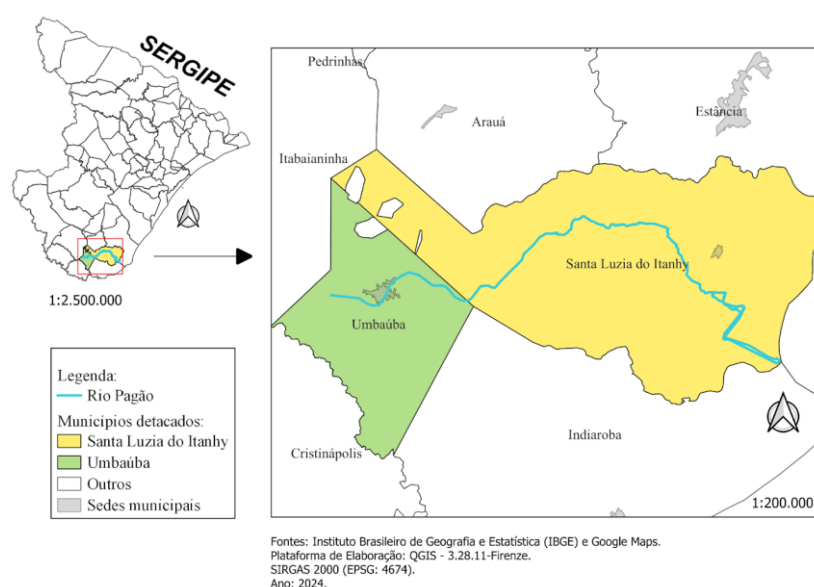 SERGIPE
1:2.500.000
Pedrinhas
Arauá
Estância
Itabaianinha
Santa Luzia do Itanhy
Umbaúba
Indiaroba
Cristinápolis
1:200.000
Legenda:
Rio Pagão
Municípios detacados:
Santa Luzia do Itanhy
Umbaúba
Outros
Sedes municipais
Fontes: Instituto Brasileiro de Geografia e Estatística (IBGE) e Google Maps.
Plataforma de Elaboração: QGIS - 3.28.11-Firenze.
SIRGAS 2000 (EPSG: 4674).
Ano: 2024.